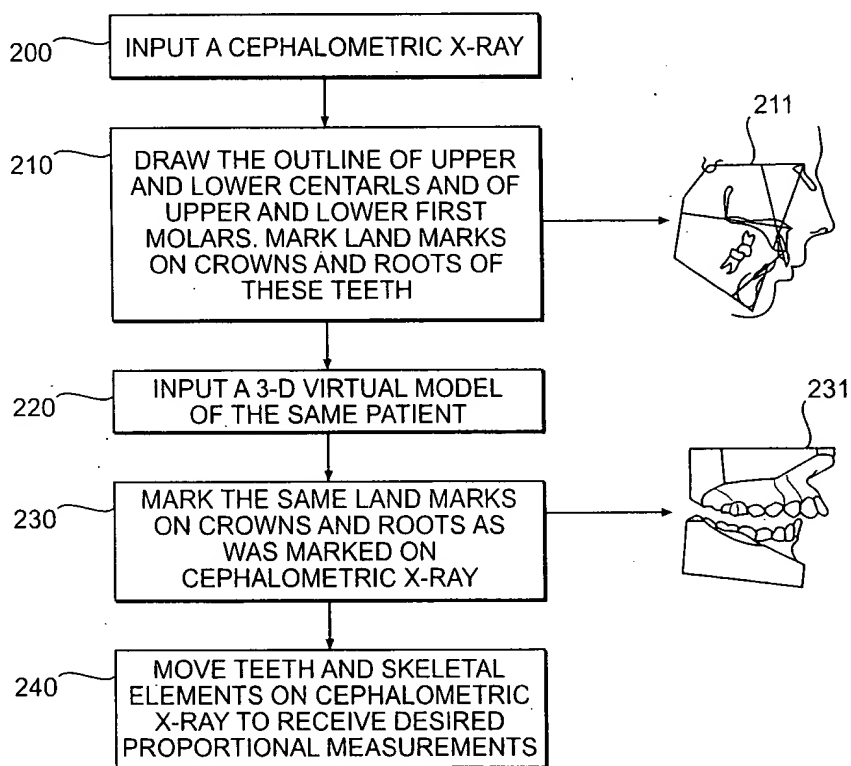 200
INPUT A CEPHALOMETRIC X-RAY
210
DRAW THE OUTLINE OF UPPER
AND LOWER CENTARLS AND OF
UPPER AND LOWER FIRST
MOLARS. MARK LAND MARKS
ON CROWNS AND ROOTS OF
THESE TEETH
211
220
INPUT A 3-D VIRTUAL MODEL
OF THE SAME PATIENT
230
MARK THE SAME LAND MARKS
ON CROWNS AND ROOTS AS
WAS MARKED ON
CEPHALOMETRIC X-RAY
231
240
MOVE TEETH AND SKELETAL
ELEMENTS ON CEPHALOMETRIC
X-RAY TO RECEIVE DESIRED
PROPORTIONAL MEASUREMENTS